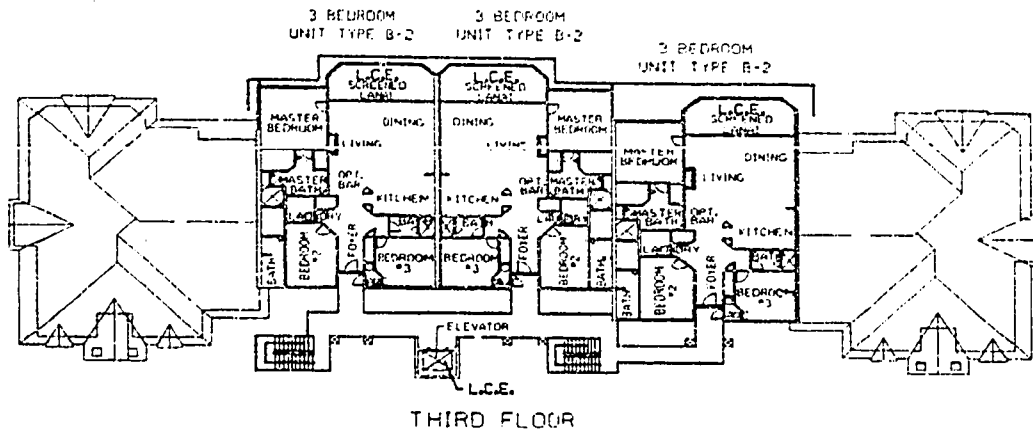 3 BEDROOM
UNIT TYPE B-2
3 BEDROOM
UNIT TYPE B-2
3 BEDROOM
UNIT TYPE B-2
L.C.E.
SCREENED
LANAI
MASTER
BEDROOM
DINING
LIVING
MASTER
BATH
OPT.
BAR
KITCHEN
LAUNDRY
BATH
BATH
BEDROOM
#2
FOYER
BEDROOM
#3
L.C.E.
SCREENED
LANAI
DINING
MASTER
BEDROOM
LIVING
OPT.
BAR
MASTER
BATH
KITCHEN
LAUNDRY
BATH
BEDROOM
#3
FOYER
BEDROOM
#2
BATH
L.C.E.
SCREENED
LANAI
MASTER
BEDROOM
DINING
LIVING
MASTER
BATH
OPT.
BAR
KITCHEN
LAUNDRY
BATH
BATH
BEDROOM
#2
FOYER
BEDROOM
#3
ELEVATOR
L.C.E.
THIRD FLOOR